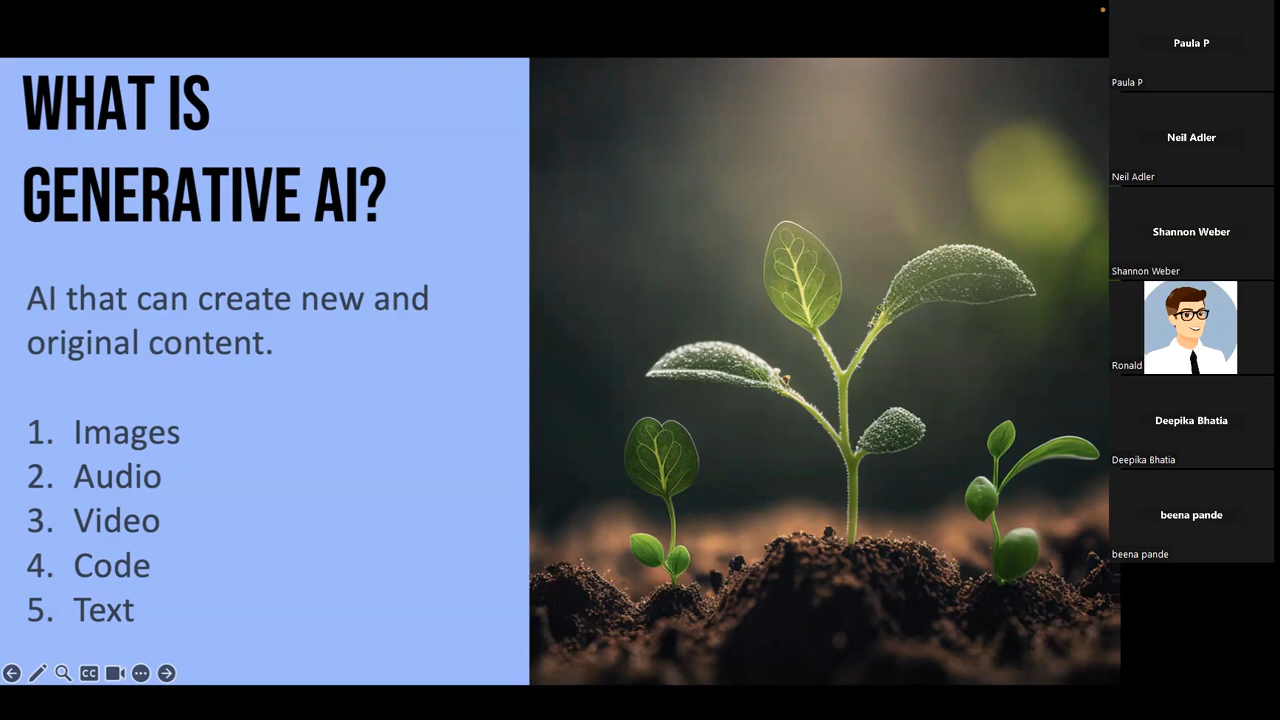 WHAT IS
GENERATIVE AI?
AI that can create new and
original content.
1. Images
2. Audio
3. Video
4. Code
5. Text
CC
Paula P
Paula P
Neil Adler
Neil Adler
Shannon Weber
Shannon Weber
Ronald
Deepika Bhatia
Deepika Bhatia
beena pande
beena pande